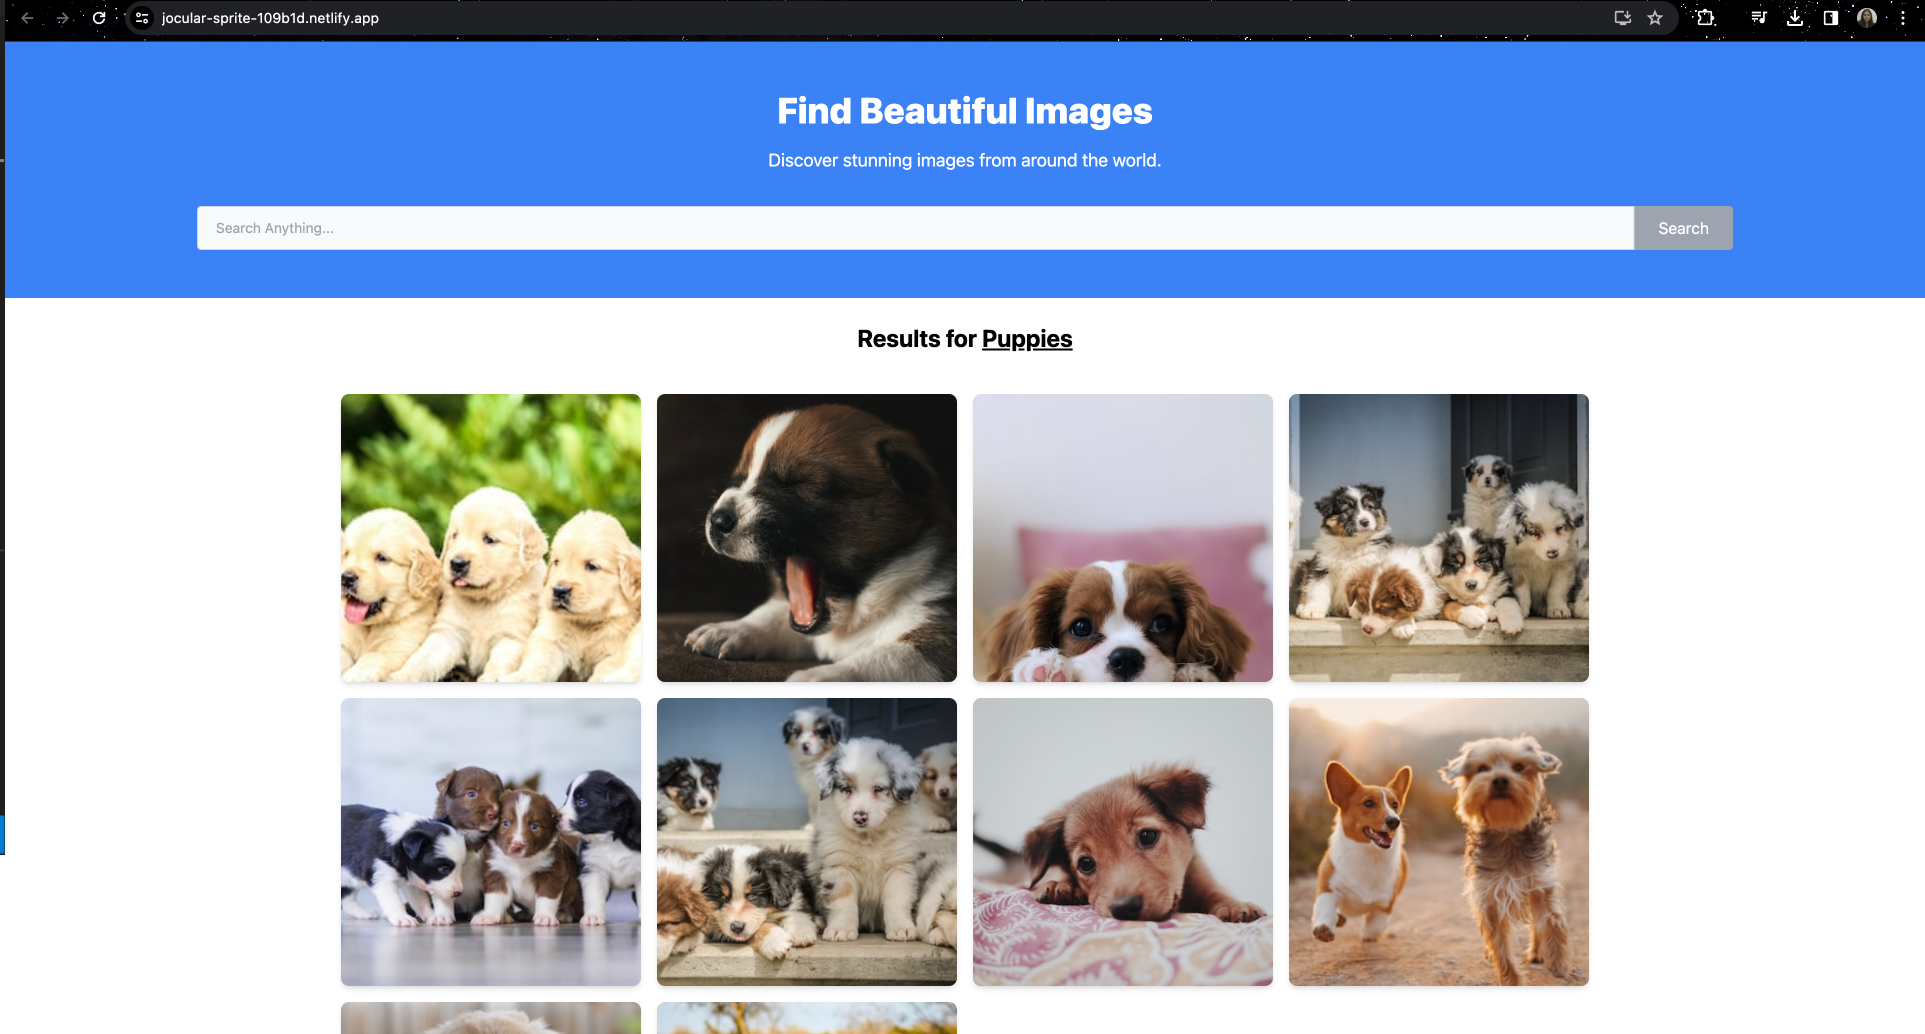 jocular-sprite-109b1d.netlify.app
Find Beautiful Images
Discover stunning images from around the world.
Search Anything...
Search
Results for Puppies